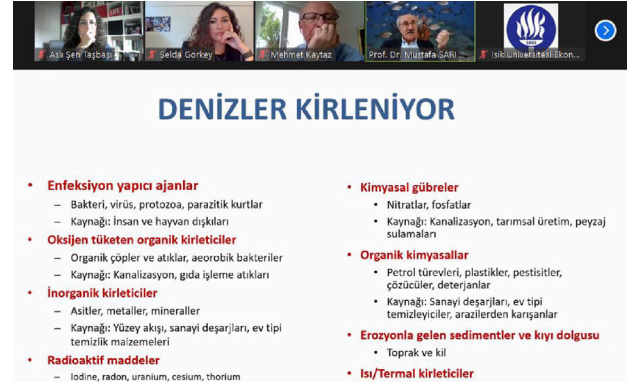 Aslı Şen Taşbaşı
Selda Görkey
Mehmet Kaytaz
Prof. Dr. Mustafa SARI
Isik Universitesi Ekon...
DENİZLER KİRLENİYOR
• Enfeksiyon yapıcı ajanlar
– Bakteri, virüs, protozoa, parazitik kurtlar
– Kaynağı: İnsan ve hayvan dışkıları
• Oksijen tüketen organik kirleticiler
– Organik çöpler ve atıklar, aeorobik bakteriler
– Kaynağı: Kanalizasyon, gıda işleme atıkları
• İnorganik kirleticiler
– Asitler, metaller, mineraller
– Kaynağı: Yüzey akışı, sanayi deşarjları, ev tipi
temizlik malzemeleri
• Radioaktif maddeler
– Iodine, radon, uranium, cesium, thorium
• Kimyasal gübreler
• Nitratlar, fosfatlar
• Kaynağı: Kanalizasyon, tarımsal üretim, peyzaj
sulamaları
• Organik kimyasallar
• Petrol türevleri, plastikler, pestisitler,
çözücüler, deterjanlar
• Kaynağı: Sanayi deşarjları, ev tipi
temizleyiciler, arazilerden karışanlar
• Erozyonla gelen sedimentler ve kıyı dolgusu
• Toprak ve kil
• Isı/Termal kirleticiler